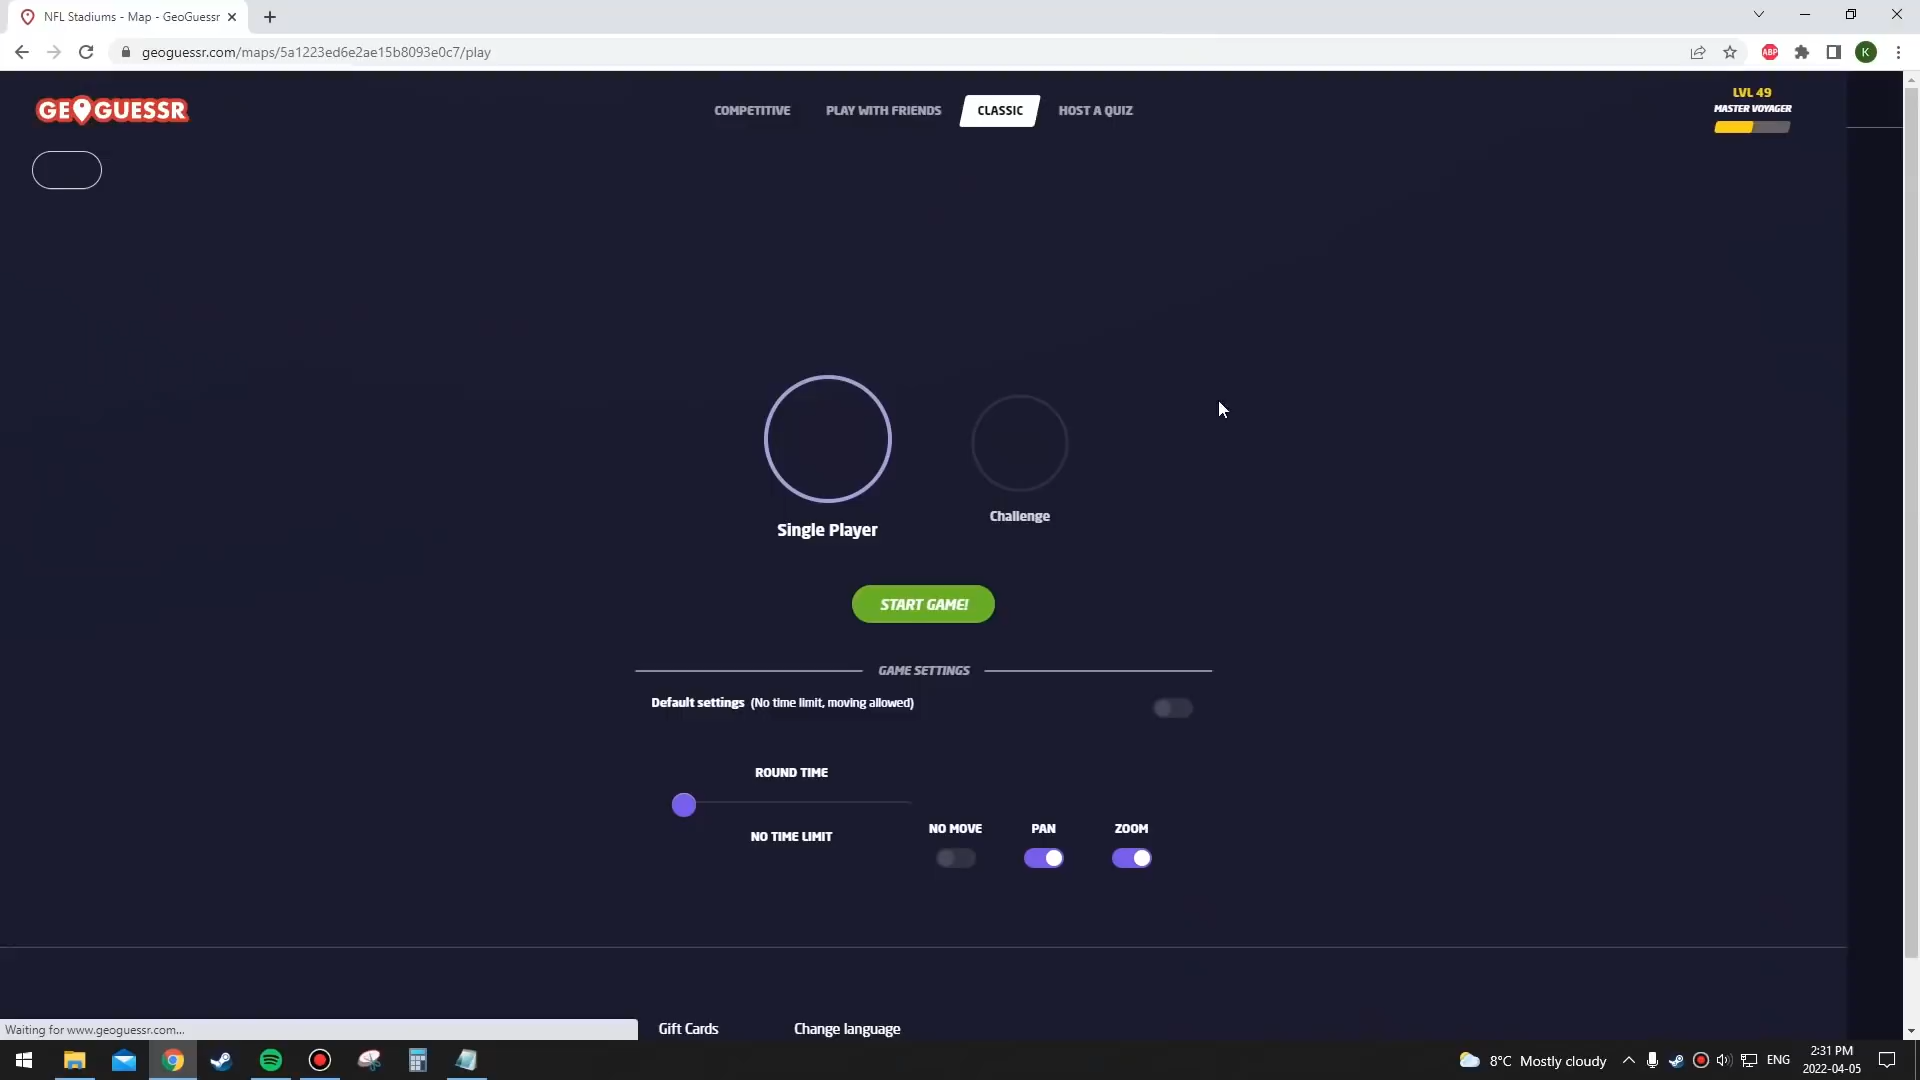 NFL Stadiums - Map - GeoGuessr
geoguessr.com/maps/5a1223ed6e2ae15b8093e0c7/play
ABP
K
GEOGUESSR
COMPETITIVE
PLAY WITH FRIENDS
CLASSIC
HOST A QUIZ
LVL 49
MASTER VOYAGER
Single Player
Challenge
START GAME!
GAME SETTINGS
Default settings (No time limit, moving allowed)
ROUND TIME
NO TIME LIMIT
NO MOVE
PAN
ZOOM
Waiting for www.geoguessr.com...
Gift Cards
Change language
8°C Mostly cloudy
ENG
2:31 PM
2022-04-05